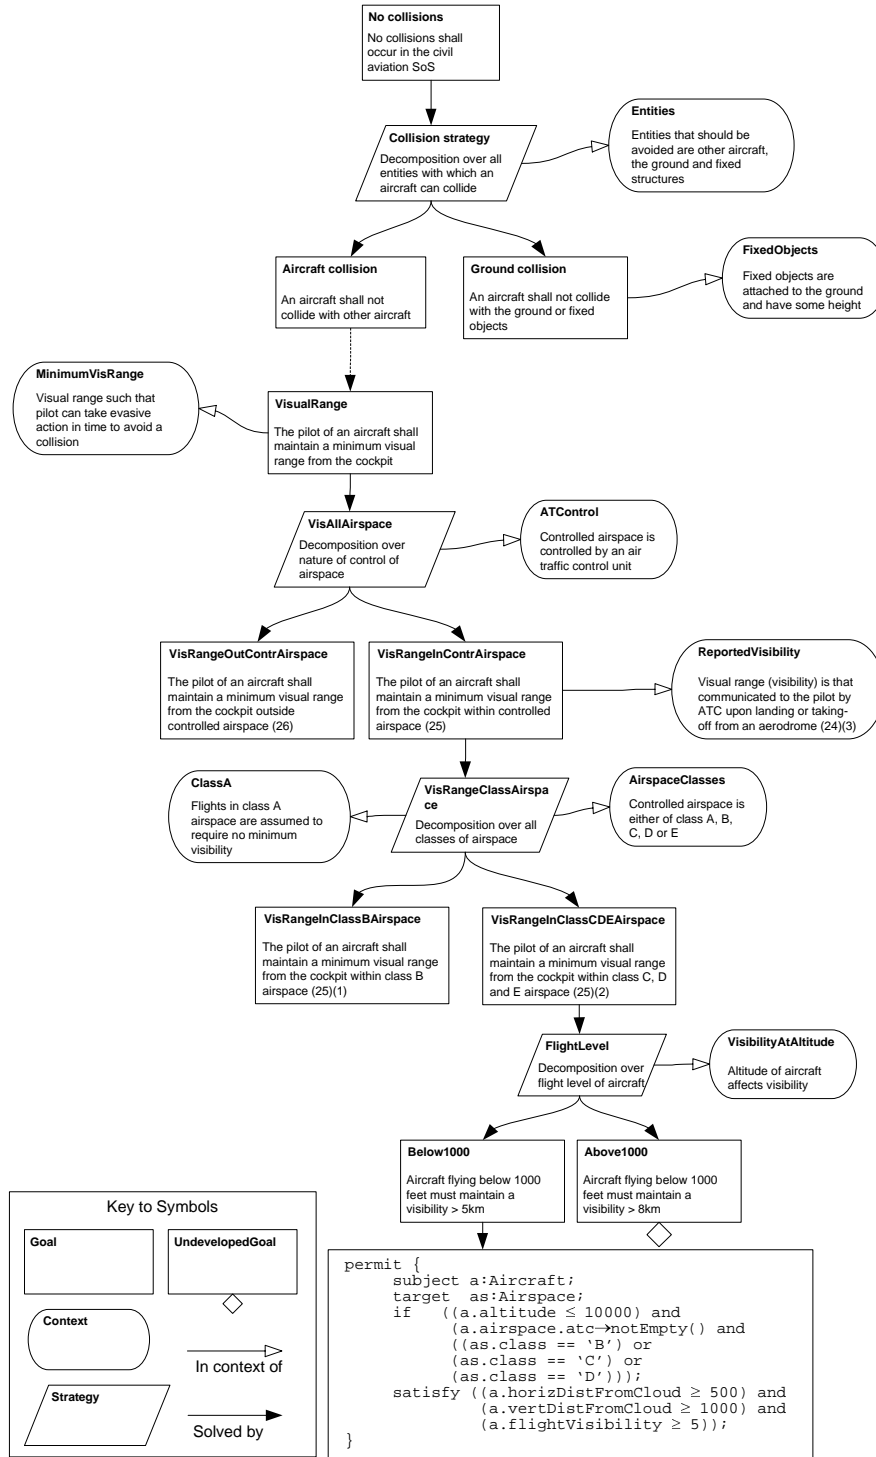 No collisions
No collisions shall
occur in the civil
aviation SoS
Collision strategy
Decomposition over all
entities with which an
aircraft can collide
Entities
Entities that should be
avoided are other aircraft,
the ground and fixed
structures
Aircraft collision
An aircraft shall not
collide with other aircraft
Ground collision
An aircraft shall not collide
with the ground or fixed
objects
FixedObjects
Fixed objects are
attached to the ground
and have some height
MinimumVisRange
Visual range such that
pilot can take evasive
action in time to avoid a
collision
VisualRange
The pilot of an aircraft shall
maintain a minimum visual
range from the cockpit
VisAllAirspace
Decomposition over
nature of control of
airspace
ATControl
Controlled airspace is
controlled by an air
traffic control unit
VisRangeOutContrAirspace
The pilot of an aircraft shall
maintain a minimum visual range
from the cockpit outside
controlled airspace (26)
VisRangeInContrAirspace
The pilot of an aircraft shall
maintain a minimum visual range
from the cockpit within controlled
airspace (25)
ReportedVisibility
Visual range (visibility) is that
communicated to the pilot by
ATC upon landing or taking-
off from an aerodrome (24)(3)
ClassA
Flights in class A
airspace are assumed to
require no minimum
visibility
VisRangeClassAirspa
ce
Decomposition over all
classes of airspace
AirspaceClasses
Controlled airspace is
either of class A, B,
C, D or E
VisRangeInClassBAirspace
The pilot of an aircraft shall
maintain a minimum visual range
from the cockpit within class B
airspace (25)(1)
VisRangeInClassCDEAirspace
The pilot of an aircraft shall
maintain a minimum visual range
from the cockpit within class C, D
and E airspace (25)(2)
FlightLevel
Decomposition over
flight level of aircraft
VisibilityAtAltitude
Altitude of aircraft
affects visibility
Below1000
Aircraft flying below 1000
feet must maintain a
visibility > 5km
Above1000
Aircraft flying below 1000
feet must maintain a
visibility > 8km
Key to Symbols
Goal
UndevelopedGoal
Context
In context of
Strategy
Solved by
permit {
subject a:Aircraft;
target as:Airspace;
if ((a.altitude ≤ 10000) and
(a.airspace.atc→notEmpty() and
((as.class == ‘B’) or
(as.class == ‘C’) or
(as.class == ‘D’)));
satisfy ((a.horizDistFromCloud ≥ 500) and
(a.vertDistFromCloud ≥ 1000) and
(a.flightVisibility ≥ 5));
}